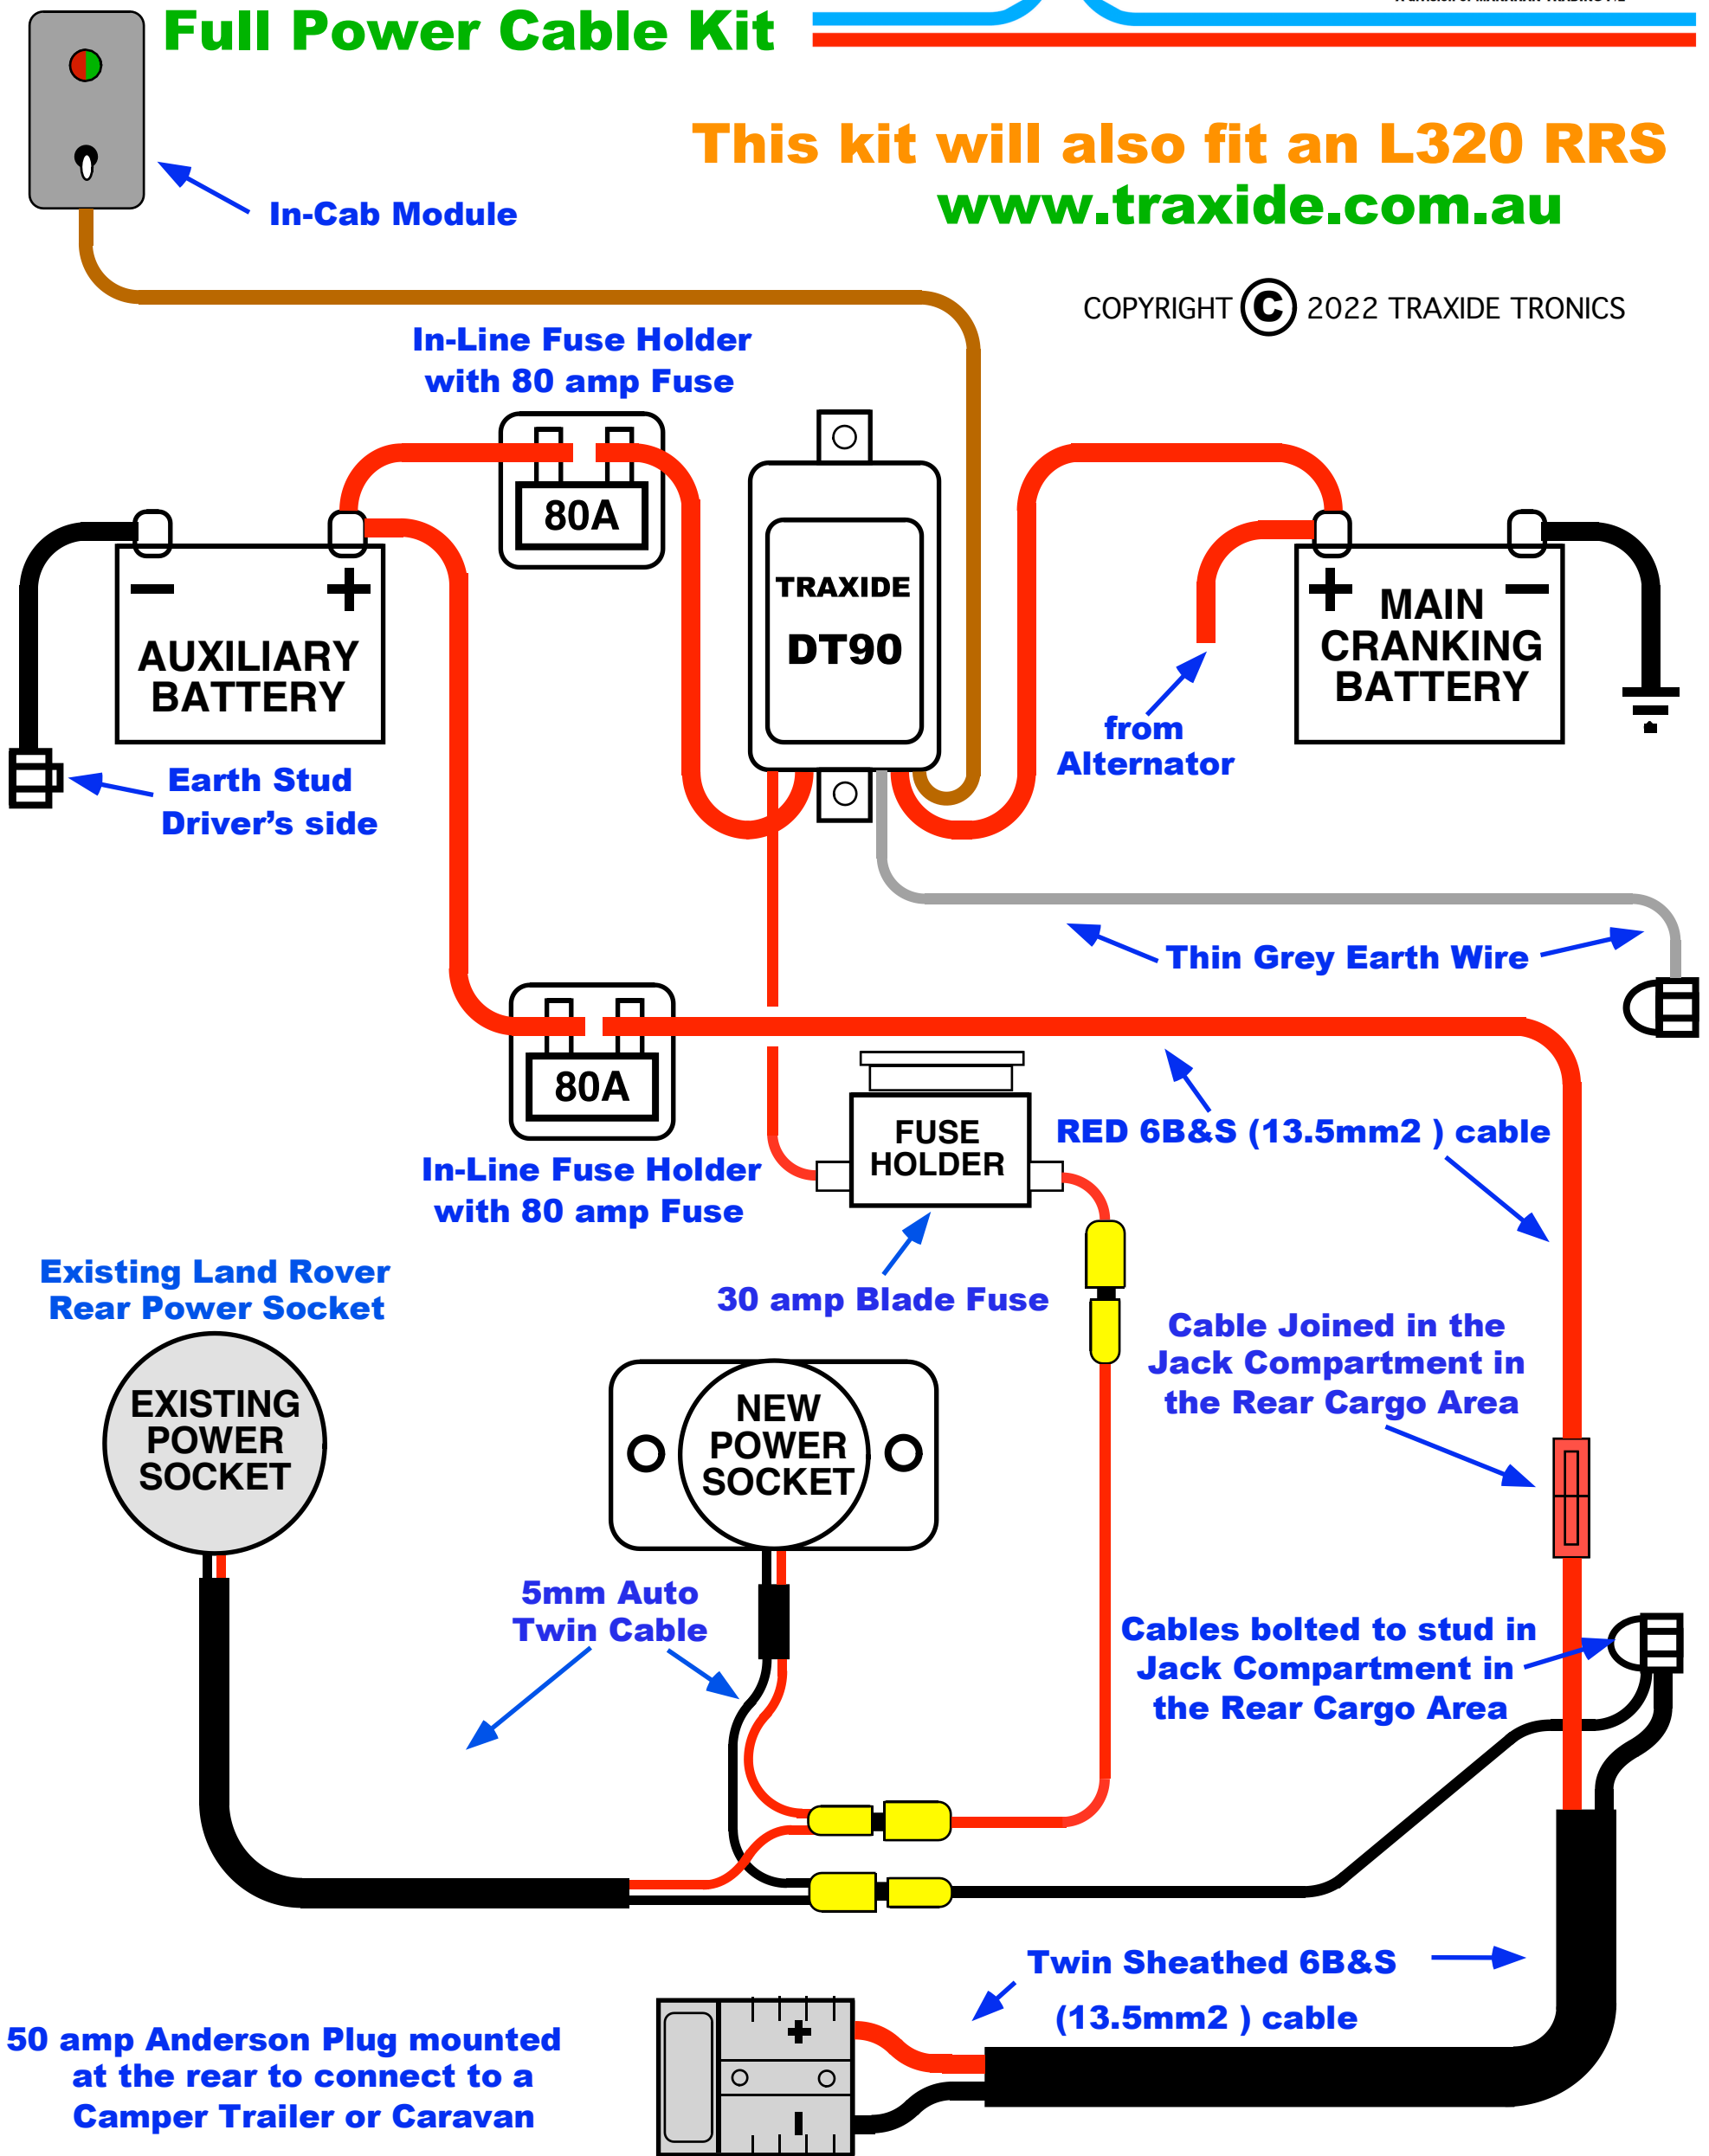 Full Power Cable Kit
This kit will also fit an L320 RRS
www.traxide.com.au
In-Cab Module
COPYRIGHT © 2022 TRAXIDE TRONICS
In-Line Fuse Holder
with 80 amp Fuse
80A
TRAXIDE
DT90
AUXILIARY
BATTERY
MAIN
CRANKING
BATTERY
from
Alternator
Earth Stud
Driver's side
Thin Grey Earth Wire
80A
In-Line Fuse Holder
with 80 amp Fuse
FUSE
HOLDER
RED 6B&S (13.5mm2 ) cable
30 amp Blade Fuse
Existing Land Rover
Rear Power Socket
EXISTING
POWER
SOCKET
NEW
POWER
SOCKET
Cable Joined in the
Jack Compartment in
the Rear Cargo Area
5mm Auto
Twin Cable
Cables bolted to stud in
Jack Compartment in
the Rear Cargo Area
Twin Sheathed 6B&S
(13.5mm2 ) cable
50 amp Anderson Plug mounted
at the rear to connect to a
Camper Trailer or Caravan